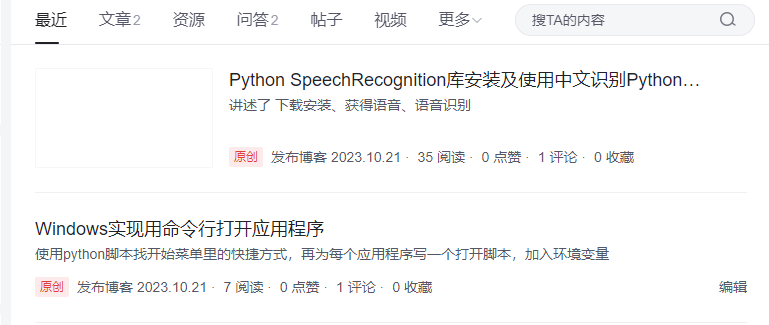 最近 文章2 资源 问答2 帖子 视频 更多 搜TA的内容
Python SpeechRecognition库安装及使用中文识别Python…
讲述了 下载安装、获得语音、语音识别
原创 发布博客 2023.10.21 · 35 阅读 · 0 点赞 · 1 评论 · 0 收藏
Windows实现用命令行打开应用程序
使用python脚本找开始菜单里的快捷方式，再为每个应用程序写一个打开脚本，加入环境变量
原创 发布博客 2023.10.21 · 7 阅读 · 0 点赞 · 1 评论 · 0 收藏 编辑